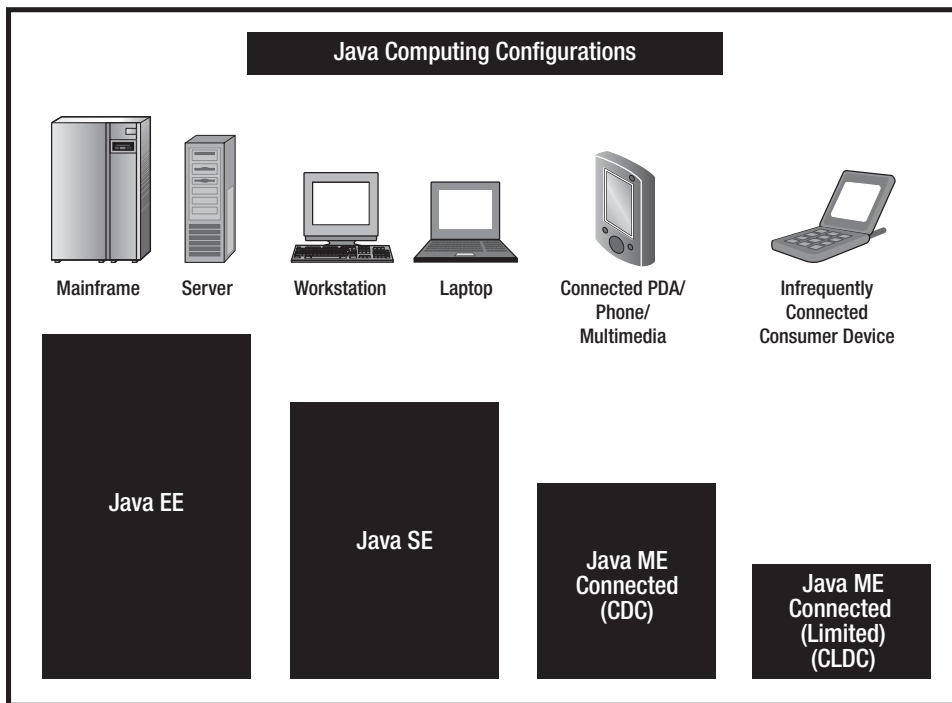 Java Computing Configurations
Mainframe
Server
Workstation
Laptop
Connected PDA/
Phone/
Multimedia
Infrequently
Connected
Consumer Device
Java EE
Java SE
Java ME
Connected
(CDC)
Java ME
Connected
(Limited)
(CLDC)